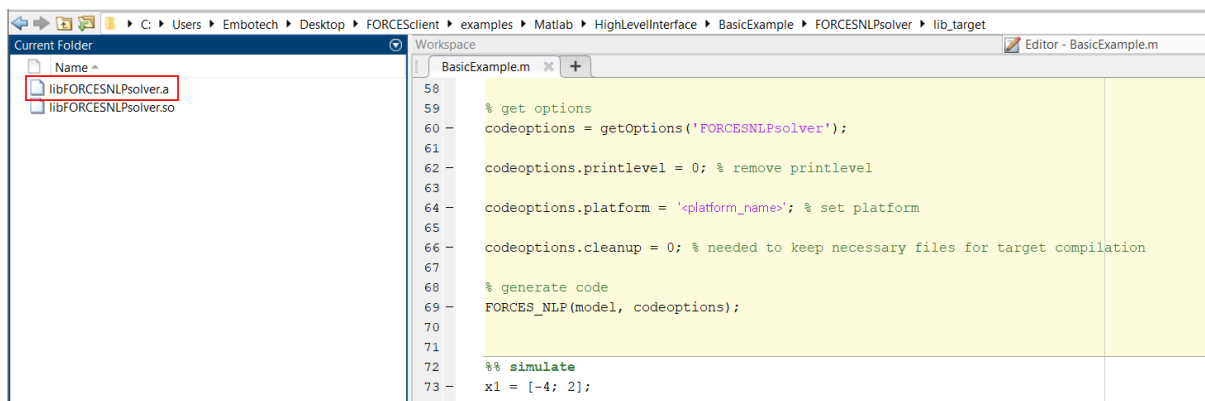 C: ▸ Users ▸ Embotech ▸ Desktop ▸ FORCESclient ▸ examples ▸ Matlab ▸ HighLevelInterface ▸ BasicExample ▸ FORCESNLPsolver ▸ lib_target
Current Folder
Name
libFORCESNLPsolver.a
libFORCESNLPsolver.so
Workspace
Editor - BasicExample.m
BasicExample.m
58
59 % get options
60 – codeoptions = getOptions('FORCESNLPsolver');
61
62 – codeoptions.printlevel = 0; % remove printlevel
63
64 – codeoptions.platform = '<platform_name>'; % set platform
65
66 – codeoptions.cleanup = 0; % needed to keep necessary files for target compilation
67
68 % generate code
69 – FORCES_NLP(model, codeoptions);
70
71
72 %% simulate
73 – x1 = [-4; 2];